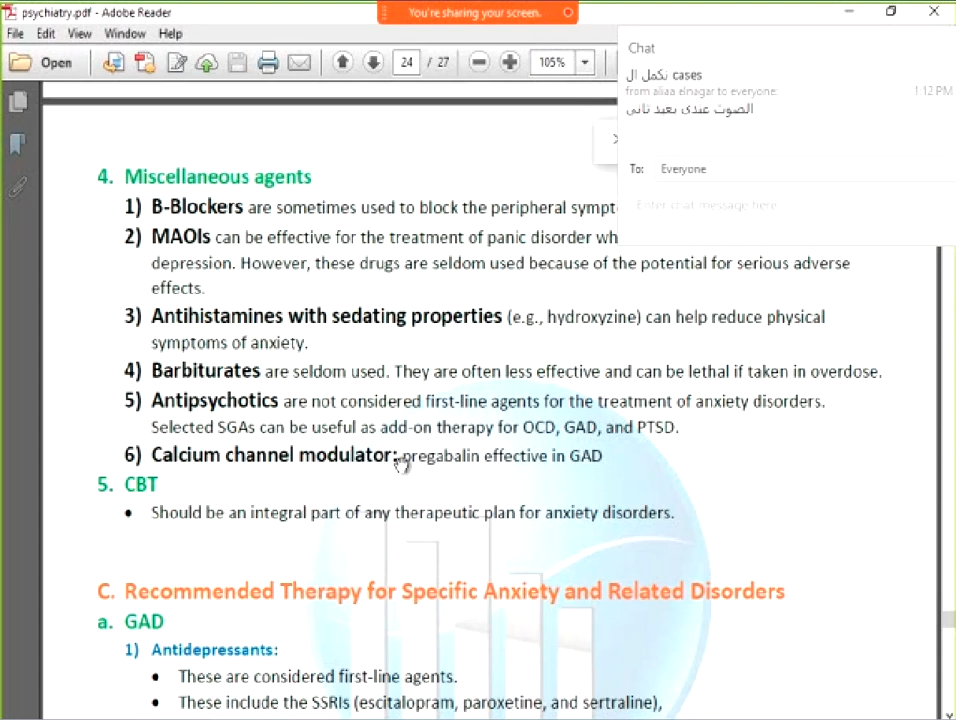 psychiatry.pdf - Adobe Reader
You're sharing your screen.
File Edit View Window Help
Open
24 / 27
105%
Chat
نكمل ال cases
from aliaa elnagar to everyone:
1:12 PM
الصوت عندى بعيد تانى
To: Everyone
Enter chat message here
4. Miscellaneous agents
1) B-Blockers are sometimes used to block the peripheral sympt
2) MAOIs can be effective for the treatment of panic disorder wh
depression. However, these drugs are seldom used because of the potential for serious adverse
effects.
3) Antihistamines with sedating properties (e.g., hydroxyzine) can help reduce physical
symptoms of anxiety.
4) Barbiturates are seldom used. They are often less effective and can be lethal if taken in overdose.
5) Antipsychotics are not considered first-line agents for the treatment of anxiety disorders.
Selected SGAs can be useful as add-on therapy for OCD, GAD, and PTSD.
6) Calcium channel modulator: pregabalin effective in GAD
5. CBT
• Should be an integral part of any therapeutic plan for anxiety disorders.
C. Recommended Therapy for Specific Anxiety and Related Disorders
a. GAD
1) Antidepressants:
• These are considered first-line agents.
• These include the SSRIs (escitalopram, paroxetine, and sertraline),